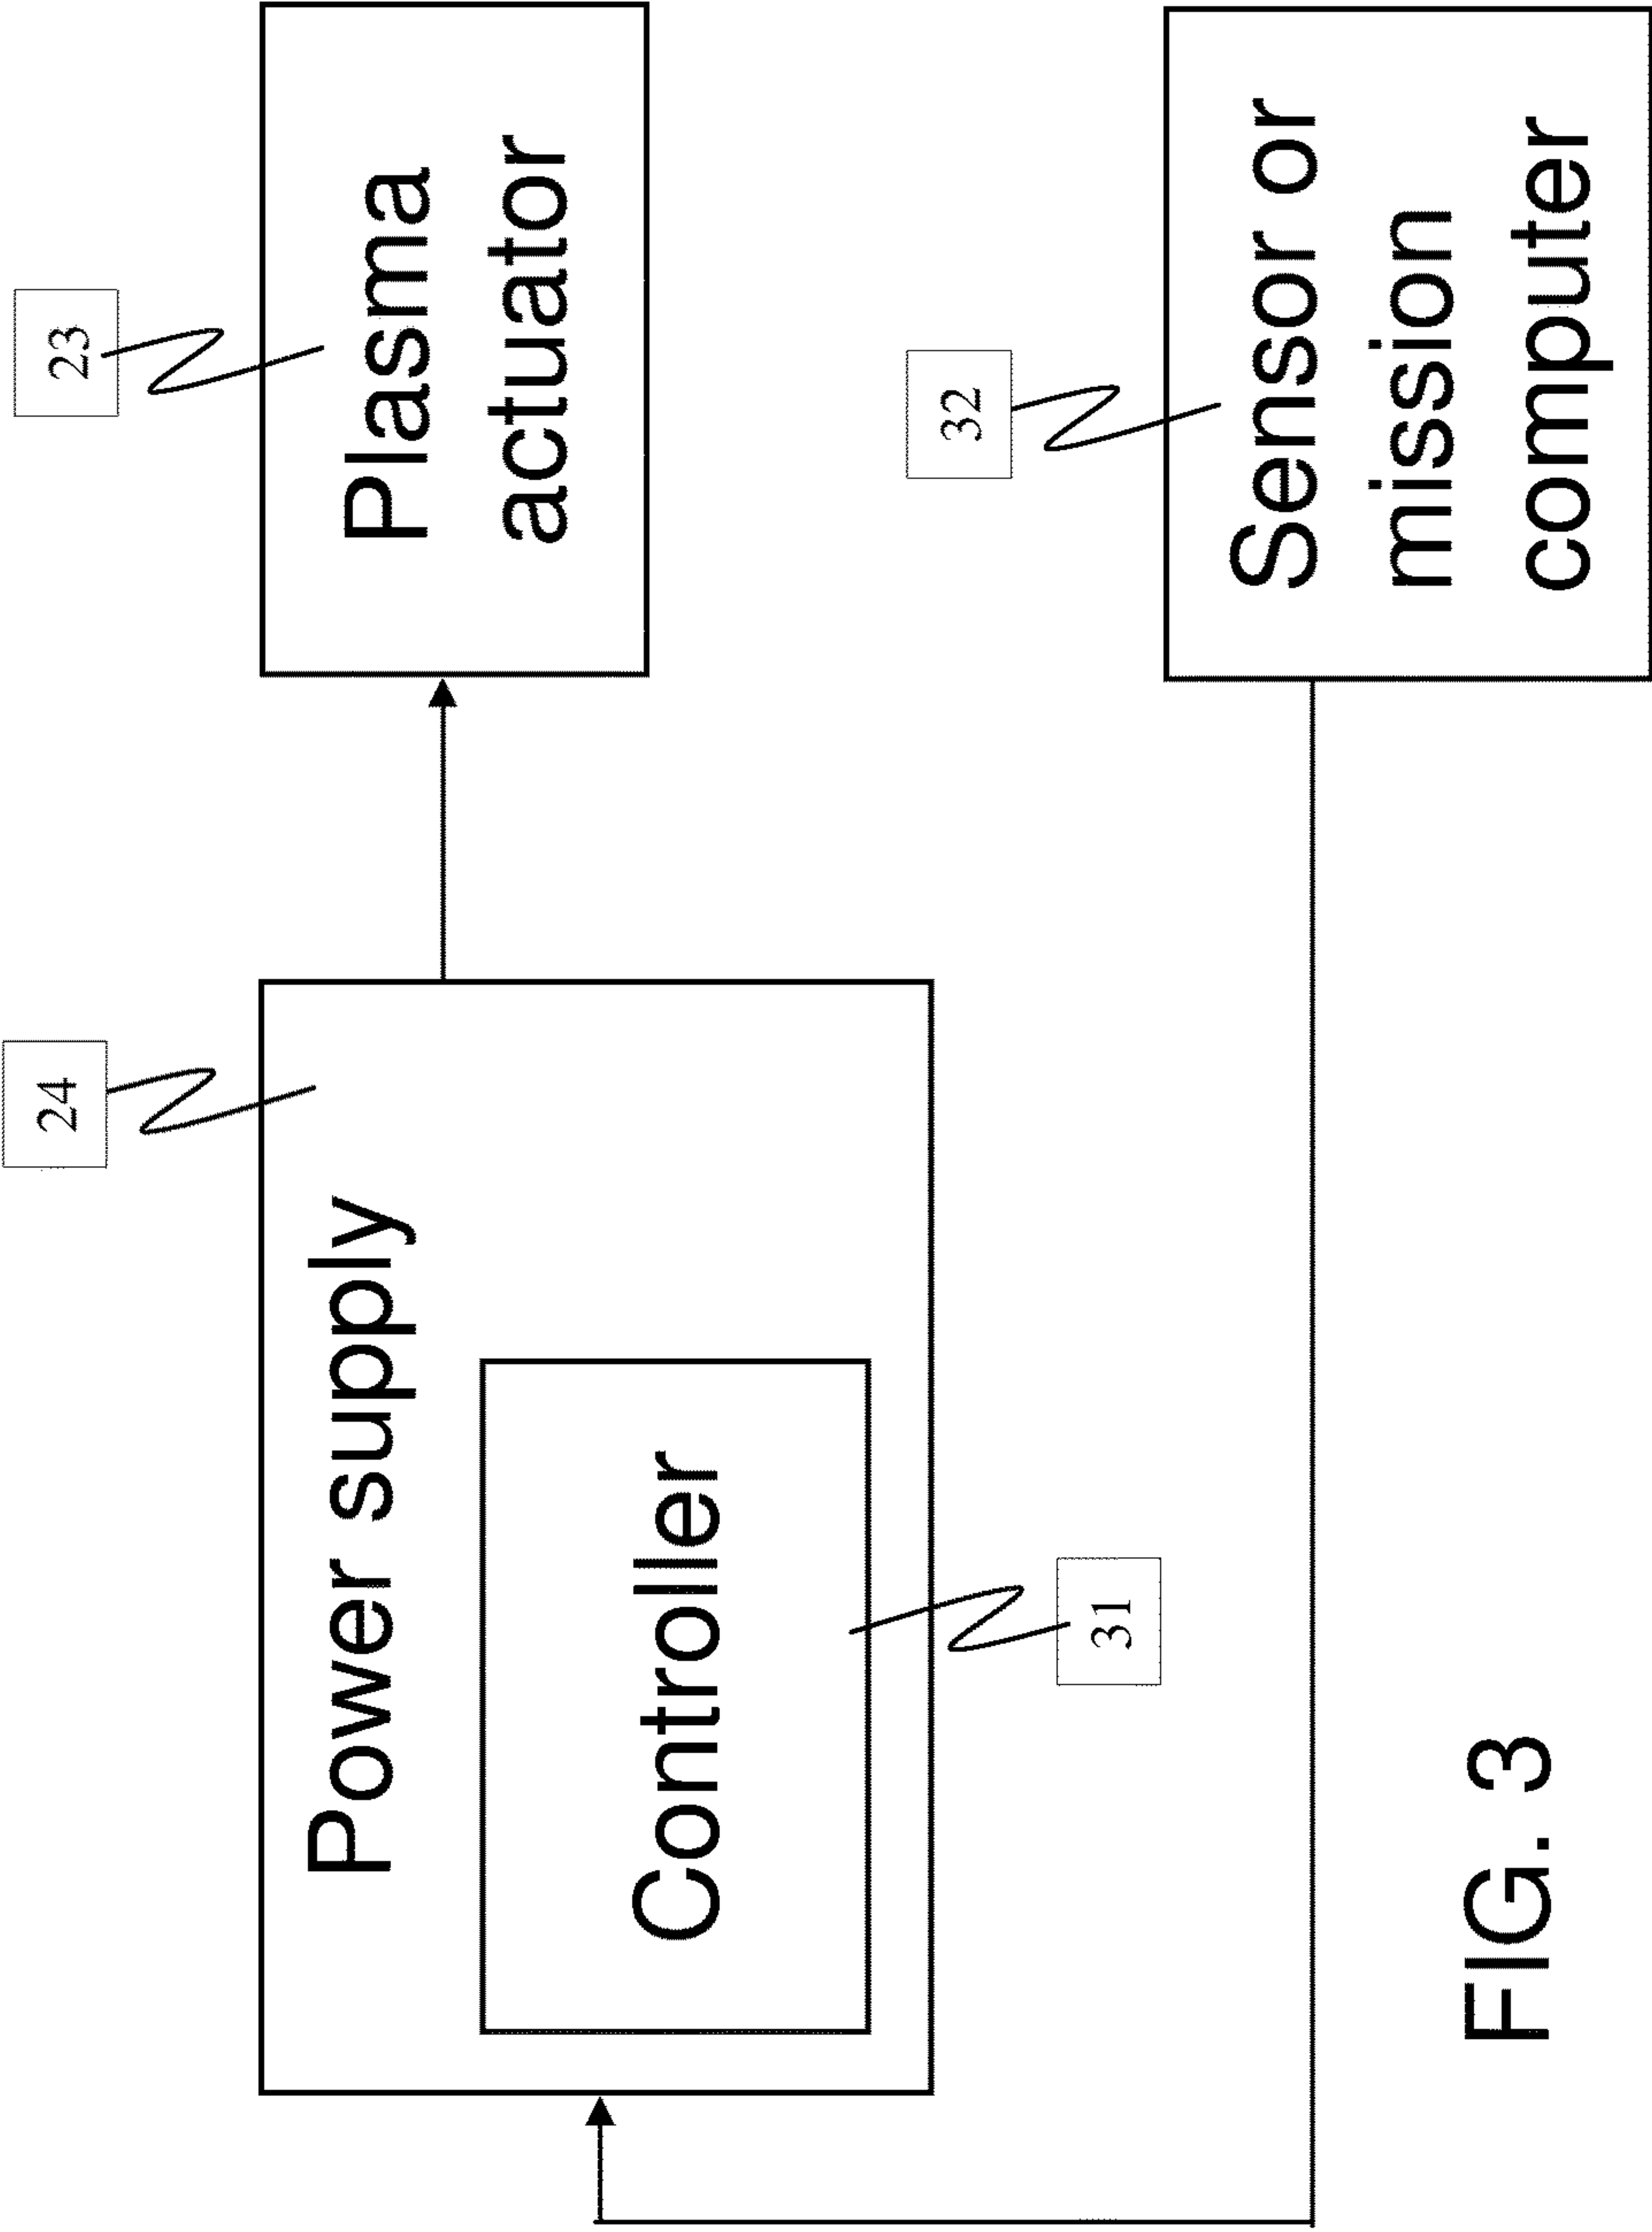 24
23
Power supply
Plasma
actuator
Controller
31
32
Sensor or
mission
computer
FIG. 3